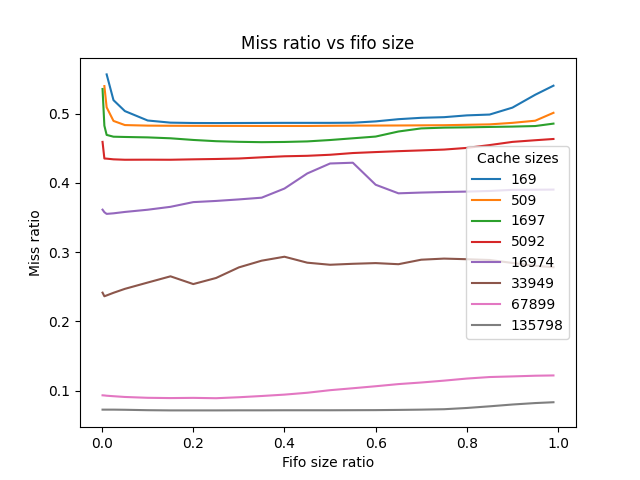 Miss ratio vs fifo size
Miss ratio
0.5
0.4
0.3
0.2
0.1
Cache sizes
169
509
1697
5092
16974
33949
67899
135798
0.0 0.2 0.4 0.6 0.8 1.0
Fifo size ratio